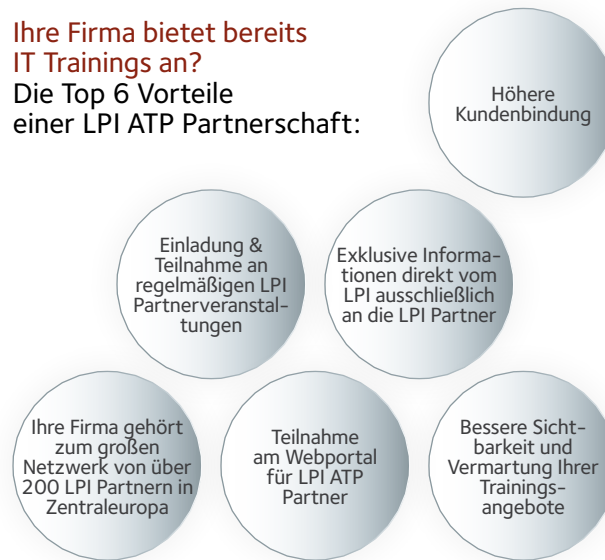 Ihre Firma bietet bereits
IT Trainings an?
Die Top 6 Vorteile
einer LPI ATP Partnerschaft:
Höhere
Kundenbindung
Einladung &
Teilnahme an
regelmäßigen LPI
Partnerveranstal-
tungen
Exklusive Informa-
tionen direkt vom
LPI ausschließlich
an die LPI Partner
Ihre Firma gehört
zum großen
Netzwerk von über
200 LPI Partnern in
Zentraleuropa
Teilnahme
am Webportal
für LPI ATP
Partner
Bessere Sicht-
barkeit und
Vermartung Ihrer
Trainings-
angebote